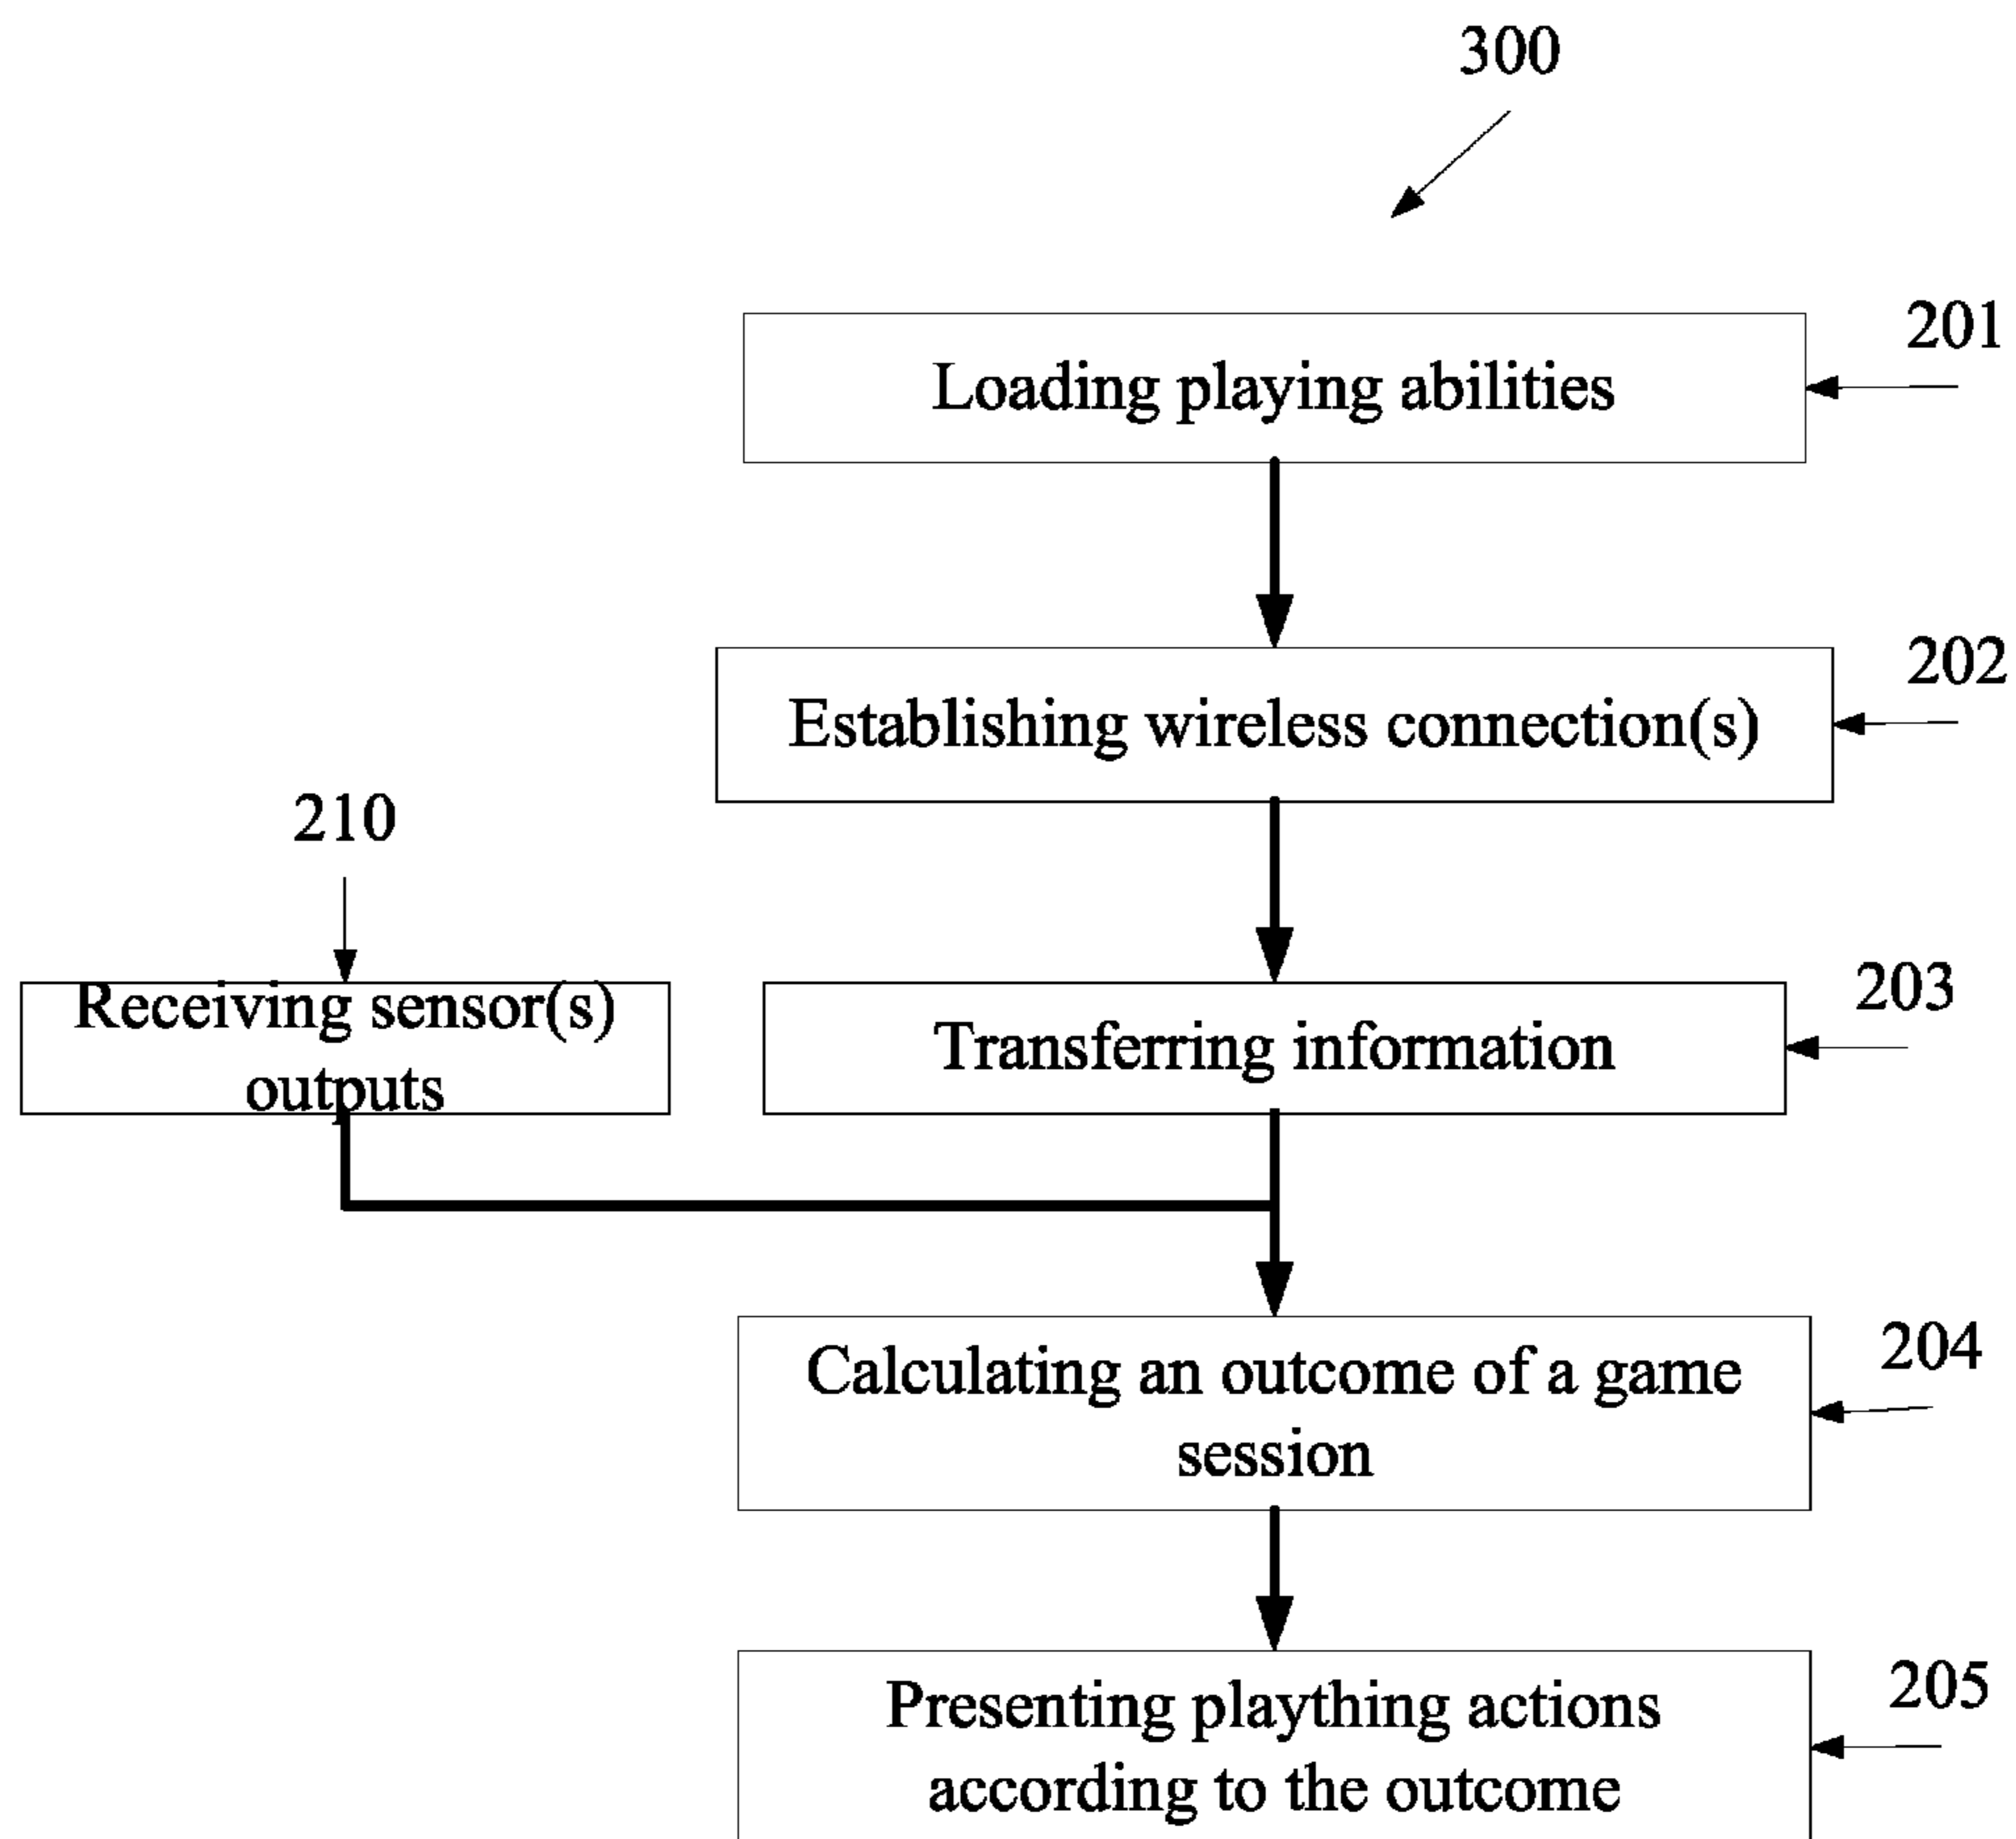 300
201
Loading playing abilities
202
Establishing wireless connection(s)
210
203
Receiving sensor(s)
outputs
Transferring information
204
Calculating an outcome of a game
session
205
Presenting plaything actions
according to the outcome